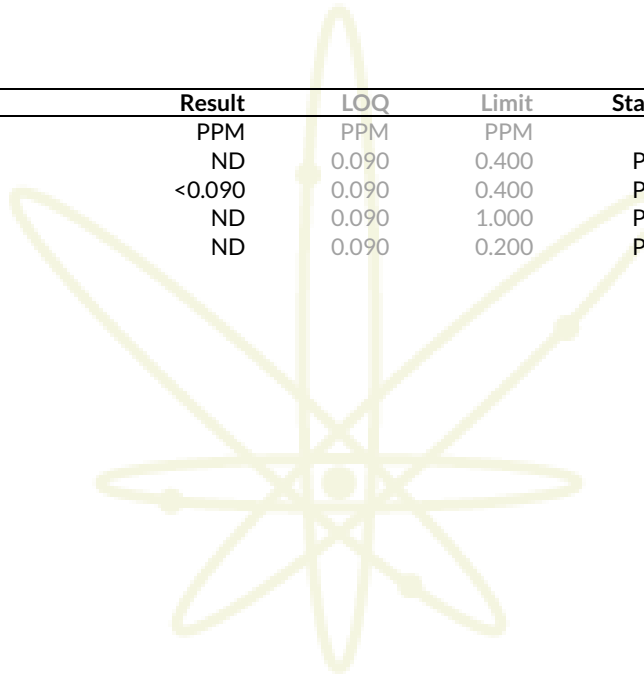 Result LOQ Limit Sta
PPM PPM PPM
ND 0.090 0.400 P
<0.090 0.090 0.400 P
ND 0.090 1.000 P
ND 0.090 0.200 P